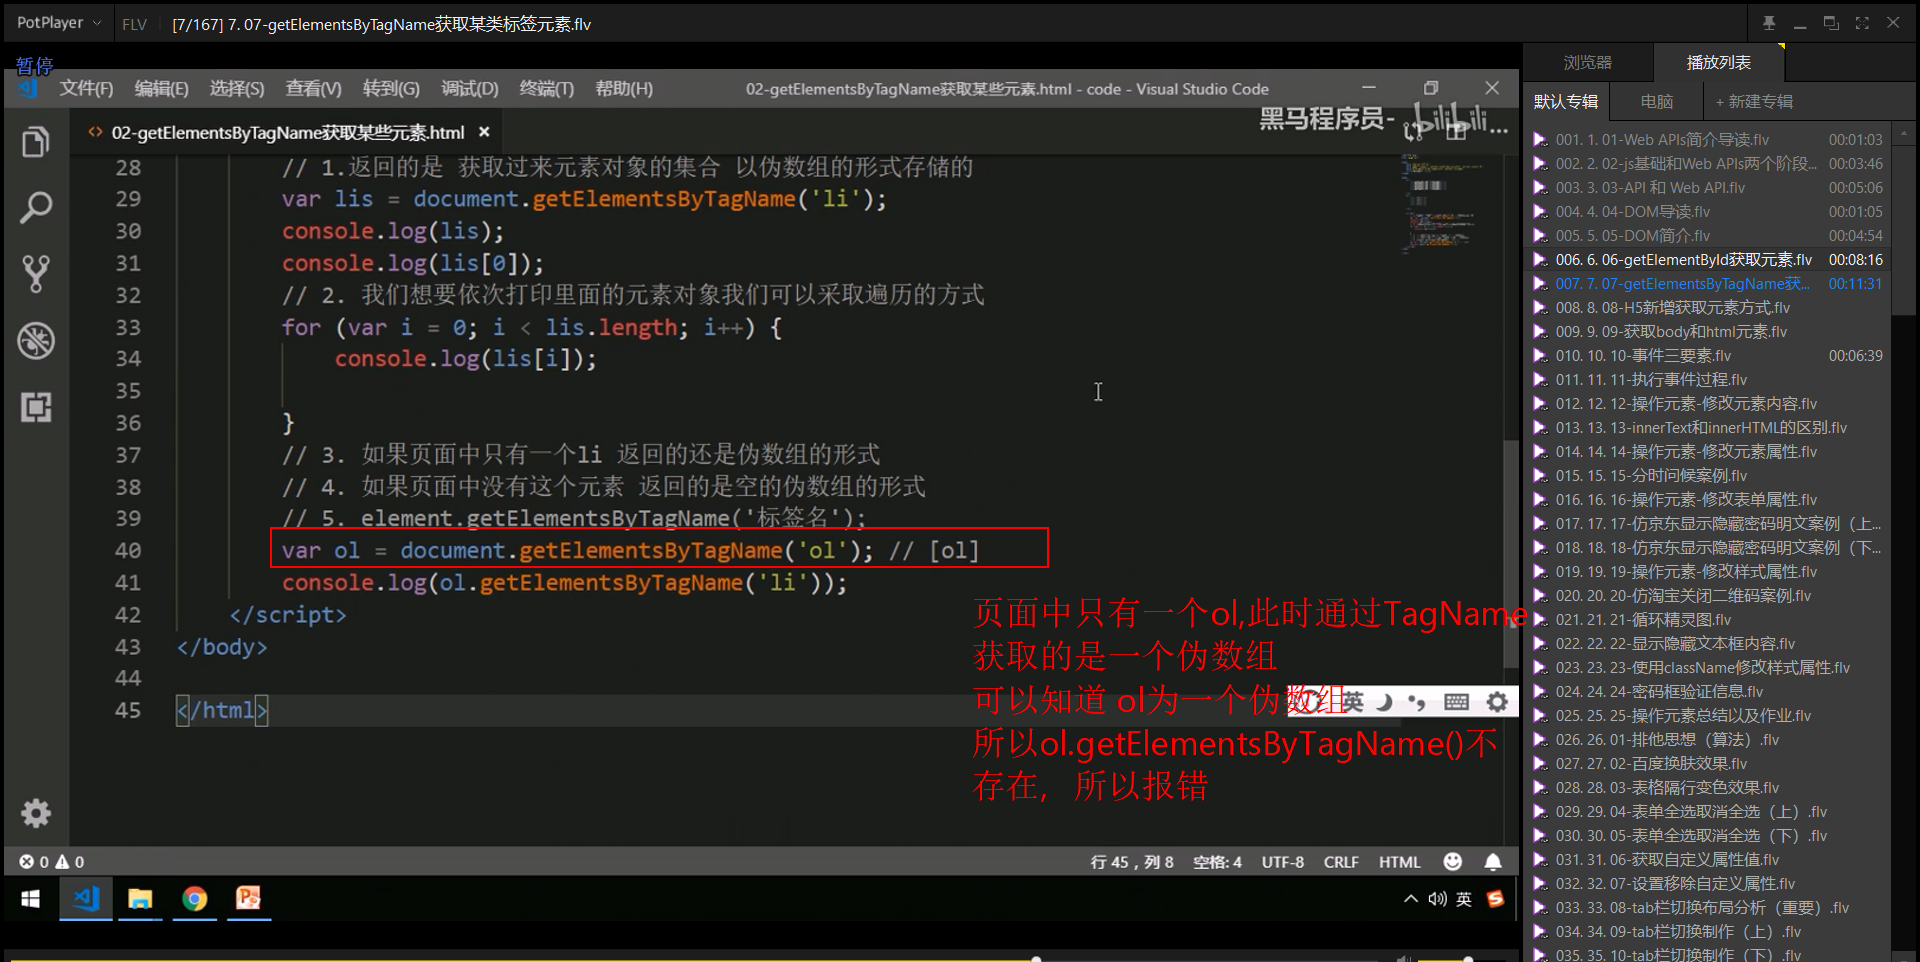 PotPlayer
FLV
[7/167] 7. 07-getElementsByTagName获取某类标签元素.flv
暂停
文件(F) 编辑(E) 选择(S) 查看(V) 转到(G) 调试(D) 终端(T) 帮助(H)
02-getElementsByTagName获取某些元素.html - code - Visual Studio Code
<> 02-getElementsByTagName获取某些元素.html ×
黑马程序员- bilibili
28 // 1.返回的是 获取过来元素对象的集合 以伪数组的形式存储的
29 var lis = document.getElementsByTagName('li');
30 console.log(lis);
31 console.log(lis[0]);
32 // 2. 我们想要依次打印里面的元素对象我们可以采取遍历的方式
33 for (var i = 0; i < lis.length; i++) {
34 console.log(lis[i]);
35
36 }
37 // 3. 如果页面中只有一个li 返回的还是伪数组的形式
38 // 4. 如果页面中没有这个元素 返回的是空的伪数组的形式
39 // 5. element.getElementsByTagName('标签名');
40 var ol = document.getElementsByTagName('ol'); // [ol]
41 console.log(ol.getElementsByTagName('li'));
42 </script>
43 </body>
44
45 </html>
页面中只有一个ol,此时通过TagName
获取的是一个伪数组
可以知道 ol为一个伪数组
所以ol.getElementsByTagName()不
存在，所以报错
英
0 0
行 45，列 8 空格: 4 UTF-8 CRLF HTML
英
浏览器 播放列表
默认专辑 电脑 + 新建专辑
001. 1. 01-Web APIs简介导读.flv 00:01:03
002. 2. 02-js基础和Web APIs两个阶段... 00:03:46
003. 3. 03-API 和 Web API.flv 00:05:06
004. 4. 04-DOM导读.flv 00:01:05
005. 5. 05-DOM简介.flv 00:04:54
006. 6. 06-getElementById获取元素.flv 00:08:16
007. 7. 07-getElementsByTagName获... 00:11:31
008. 8. 08-H5新增获取元素方式.flv
009. 9. 09-获取body和html元素.flv
010. 10. 10-事件三要素.flv 00:06:39
011. 11. 11-执行事件过程.flv
012. 12. 12-操作元素-修改元素内容.flv
013. 13. 13-innerText和innerHTML的区别.flv
014. 14. 14-操作元素-修改元素属性.flv
015. 15. 15-分时问候案例.flv
016. 16. 16-操作元素-修改表单属性.flv
017. 17. 17-仿京东显示隐藏密码明文案例（上...
018. 18. 18-仿京东显示隐藏密码明文案例（下...
019. 19. 19-操作元素-修改样式属性.flv
020. 20. 20-仿淘宝关闭二维码案例.flv
021. 21. 21-循环精灵图.flv
022. 22. 22-显示隐藏文本框内容.flv
023. 23. 23-使用className修改样式属性.flv
024. 24. 24-密码框验证信息.flv
025. 25. 25-操作元素总结以及作业.flv
026. 26. 01-排他思想（算法）.flv
027. 27. 02-百度换肤效果.flv
028. 28. 03-表格隔行变色效果.flv
029. 29. 04-表单全选取消全选（上）.flv
030. 30. 05-表单全选取消全选（下）.flv
031. 31. 06-获取自定义属性值.flv
032. 32. 07-设置移除自定义属性.flv
033. 33. 08-tab栏切换布局分析（重要）.flv
034. 34. 09-tab栏切换制作（上）.flv
035. 35. 10-tab栏切换制作（下）.flv